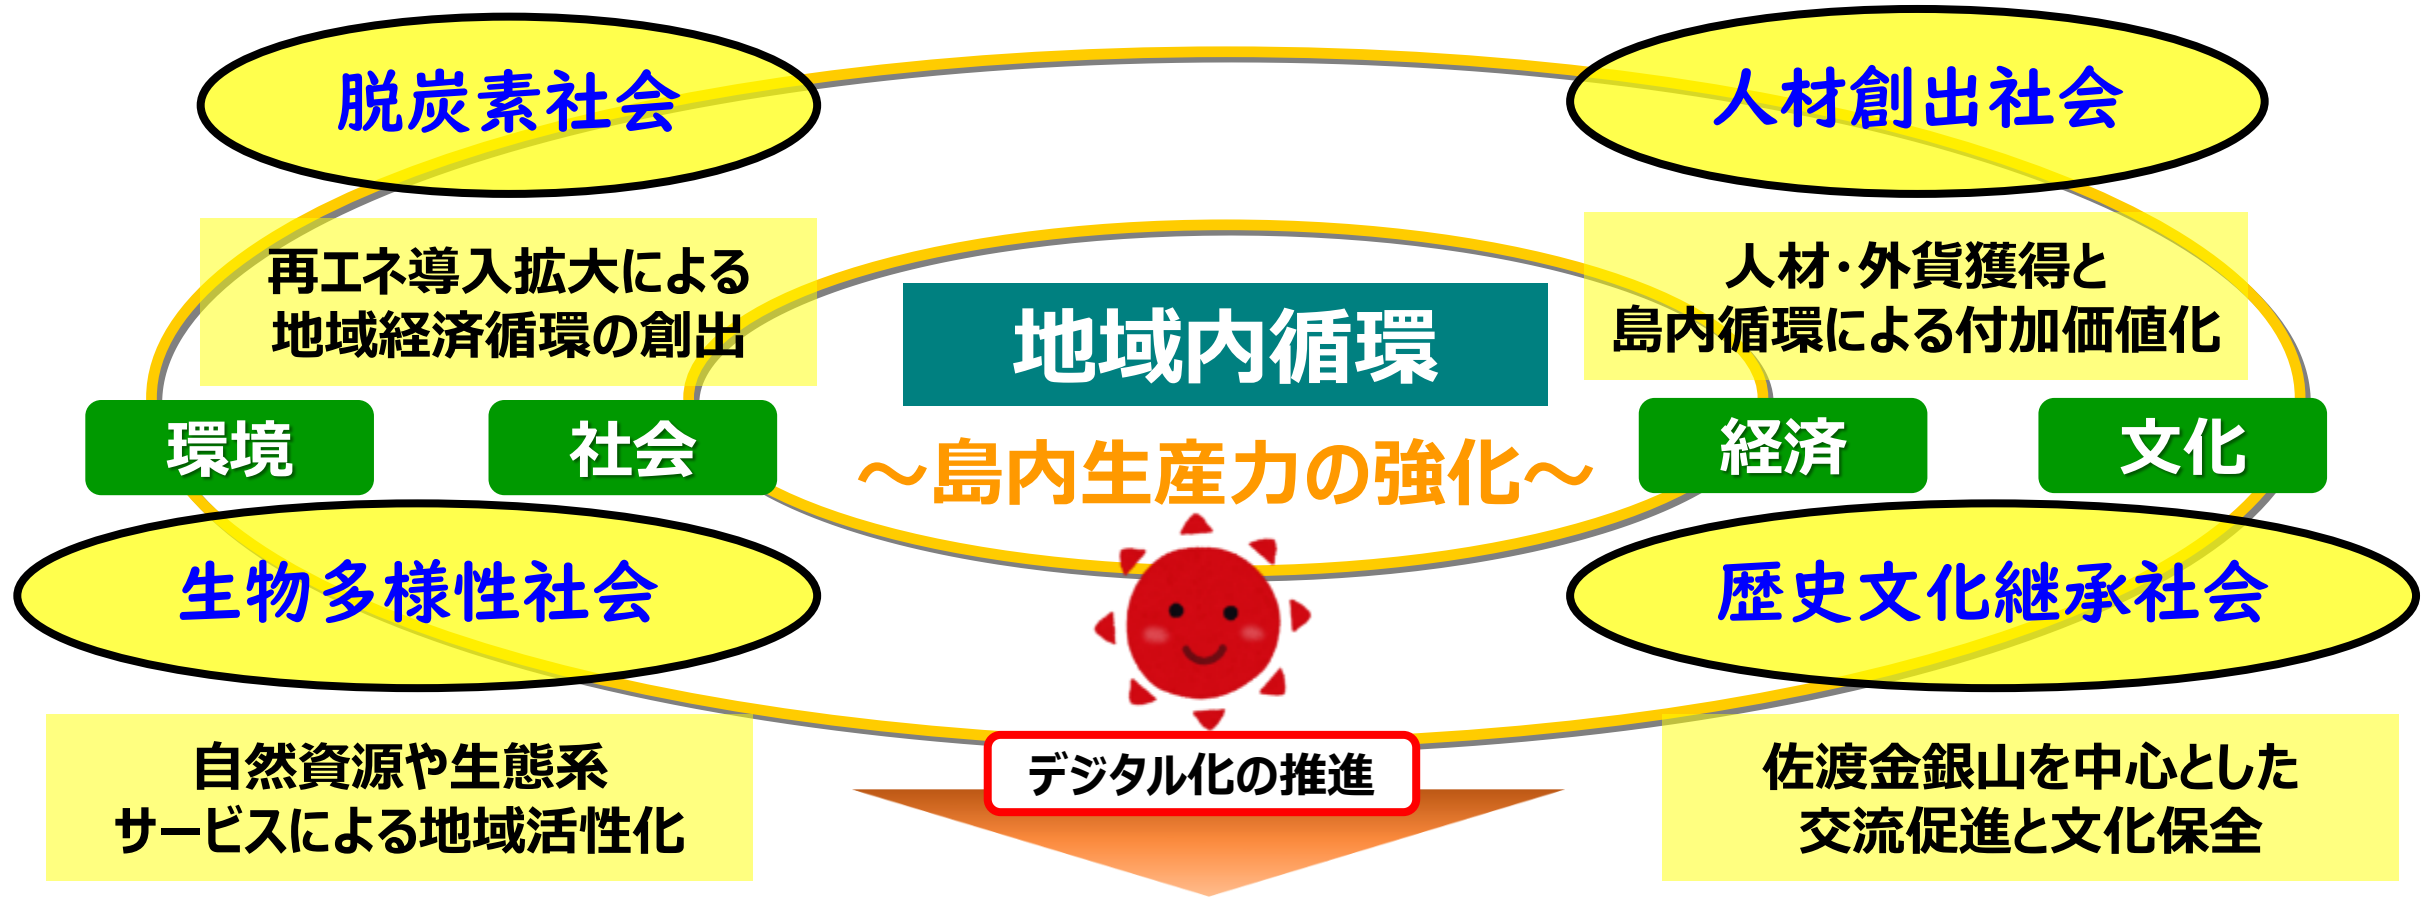 脱炭素社会
再エネ導入拡大による
地域経済循環の創出
人材創出社会
人材・外貨獲得と
島内循環による付加価値化
地域内循環
～島内生産力の強化～
環境
社会
経済
文化
生物多様性社会
自然資源や生態系
サービスによる地域活性化
歴史文化継承社会
佐渡金銀山を中心とした
交流促進と文化保全
デジタル化の推進